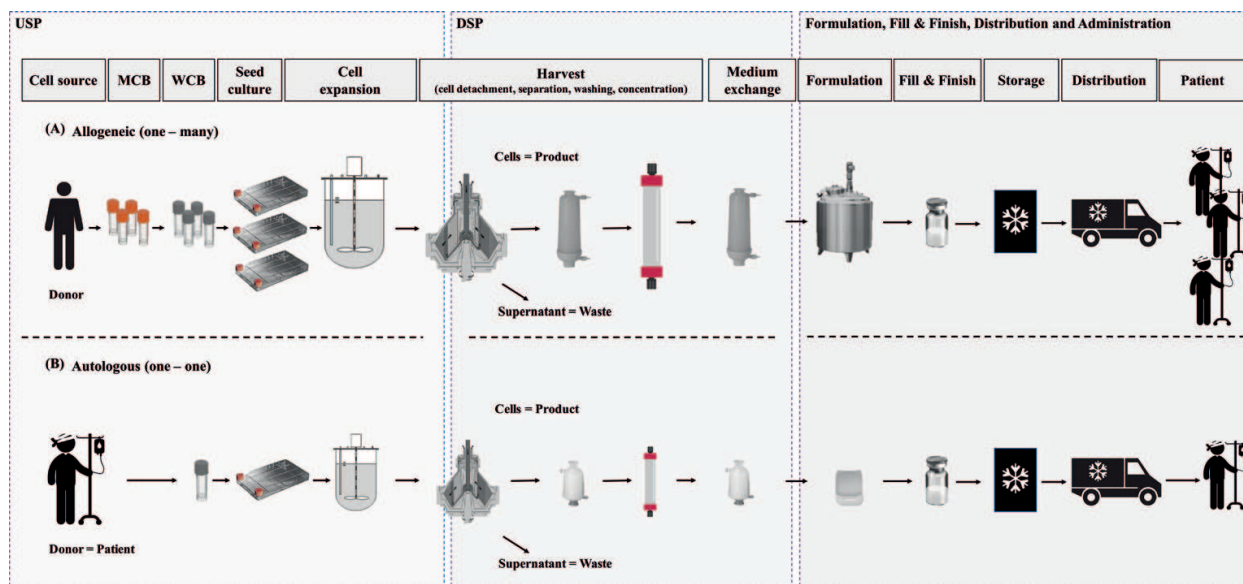 USP
DSP
Formulation, Fill & Finish, Distribution and Administration
Cell source
MCB
WCB
Seed
culture
Cell
expansion
Harvest
(cell detachment, separation, washing, concentration)
Medium
exchange
Formulation
Fill & Finish
Storage
Distribution
Patient
(A) Allogeneic (one – many)
Cells = Product
Donor
Supernatant = Waste
(B) Autologous (one – one)
Cells = Product
Donor = Patient
Supernatant = Waste